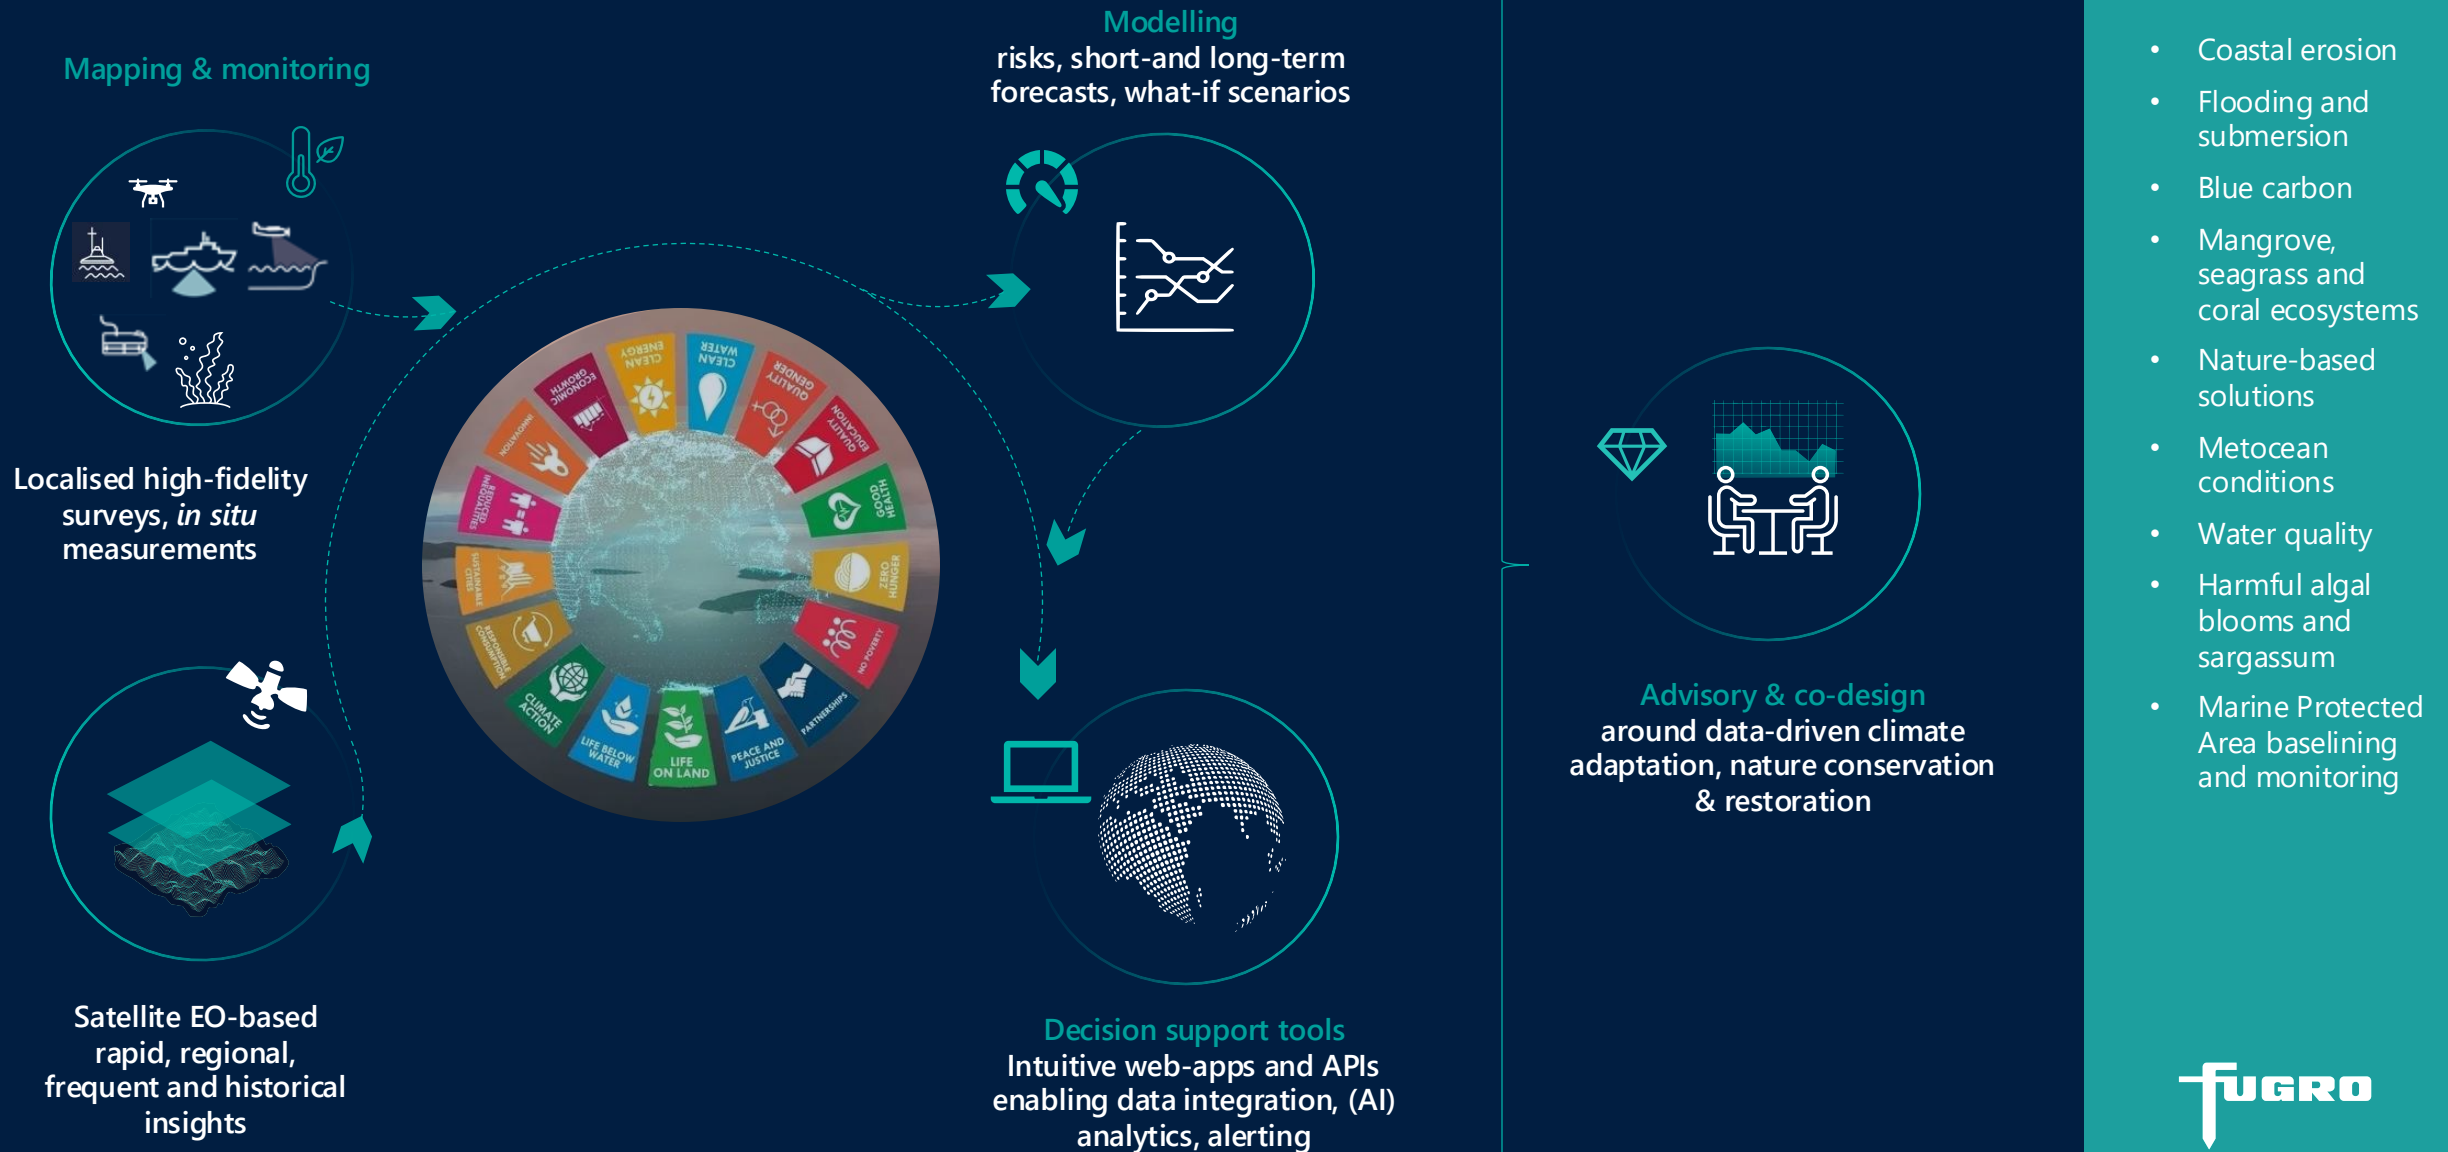 Mapping & monitoring
Localised high-fidelity
surveys, in situ
measurements
Satellite EO-based
rapid, regional,
frequent and historical
insights
Modelling
risks, short-and long-term
forecasts, what-if scenarios
CLEAN
ENERGY
CLEAN
WATER
QUALITY
GENDER
QUALITY
EDUCATION
GOOD
HEALTH
ZERO
HUNGER
NO POVERTY
PARTNERSHIPS
PEACE AND
JUSTICE
LIFE
ON LAND
LIFE BELOW
WATER
CLIMATE
ACTION
RESPONSIBLE
CONSUMPTION
SUSTAINABLE
CITIES
REDUCED
INEQUALITIES
INNOVATION
ECONOMIC
GROWTH
Decision support tools
Intuitive web-apps and APIs
enabling data integration, (AI)
analytics, alerting
Advisory & co-design
around data-driven climate
adaptation, nature conservation
& restoration
• Coastal erosion
• Flooding and
submersion
• Blue carbon
• Mangrove,
seagrass and
coral ecosystems
• Nature-based
solutions
• Metocean
conditions
• Water quality
• Harmful algal
blooms and
sargassum
• Marine Protected
Area baselining
and monitoring
FUGRO